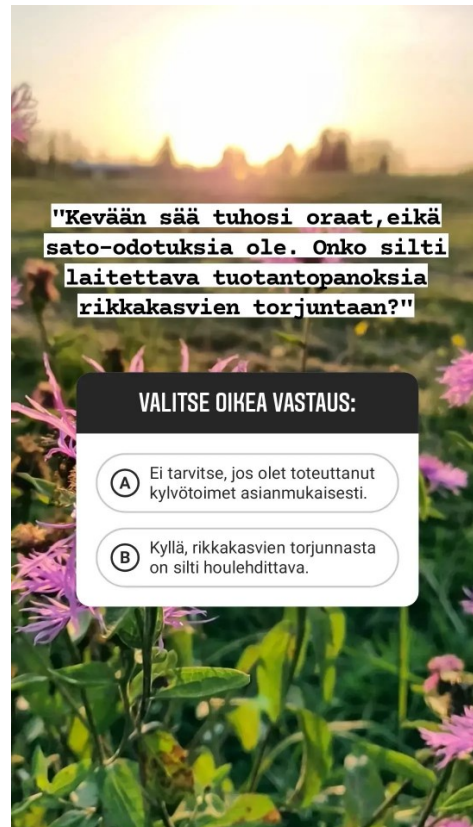 "Kevään sää tuhosi oraat,eikä
sato-odotuksia ole. Onko silti
laitettava tuotantopanoksia
rikkakasvien torjuntaan?"
VALITSE OIKEA VASTAUS:
A Ei tarvitse, jos olet toteuttanut
kylvötoimet asianmukaisesti.
B Kyllä, rikkakasvien torjunnasta
on silti houlehdittava.